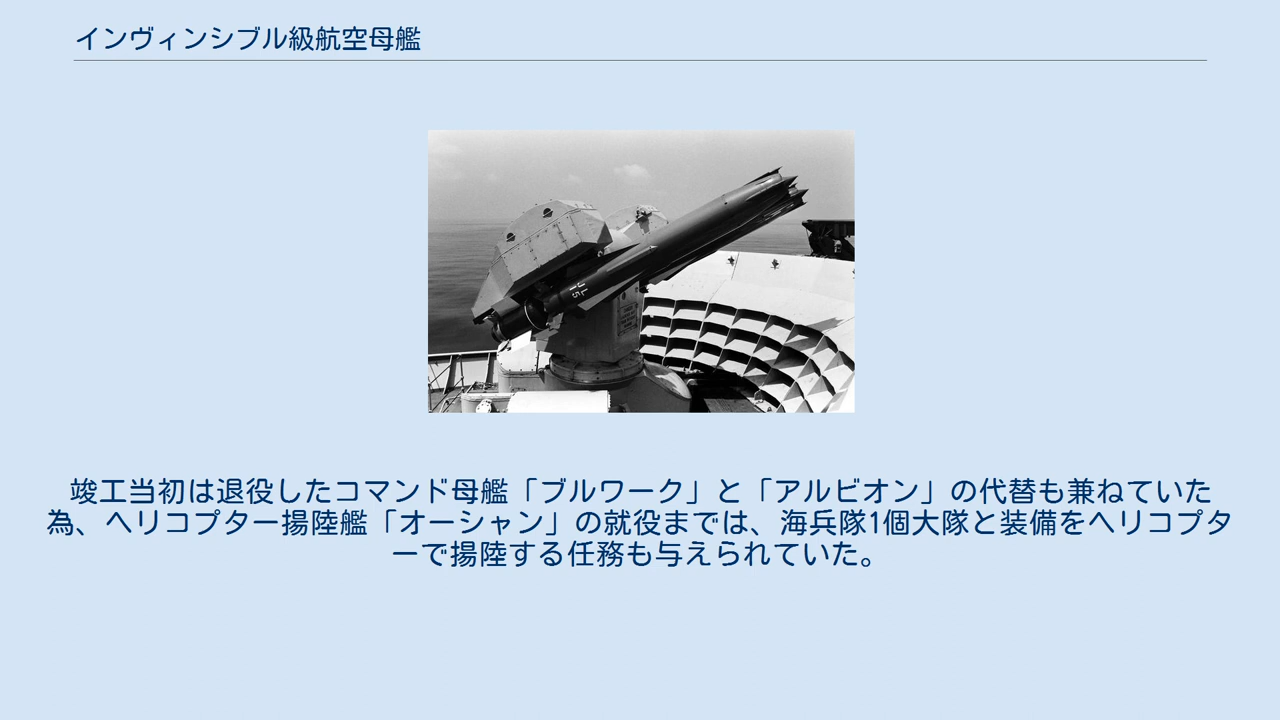 インヴィンシブル級航空母艦
竣工当初は退役したコマンド母艦「ブルワーク」と「アルビオン」の代替も兼ねていた
為、ヘリコプター揚陸艦「オーシャン」の就役までは、海兵隊1個大隊と装備をヘリコプタ
ーで揚陸する任務も与えられていた。